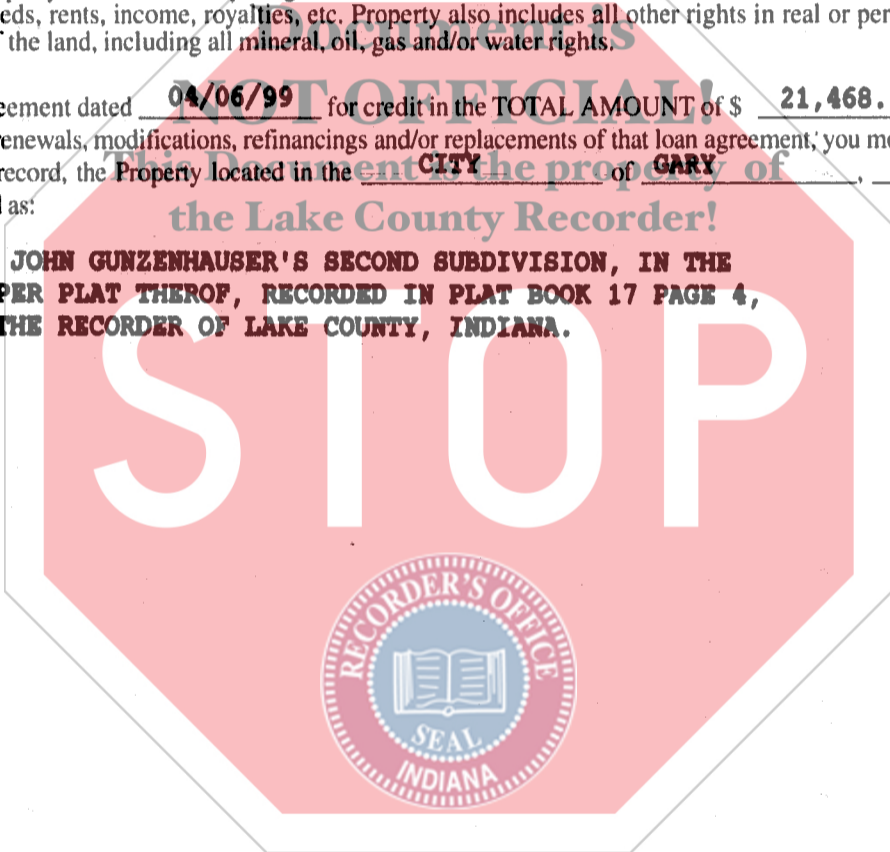 eds, rents, income, royalties, etc. Property also includes all other rights in real or per
the land, including all mineral, oil, gas and/or water rights.
Document is
NOT OFFICIAL!
This Document is the property of
the Lake County Recorder!
eement dated 04/06/99 for credit in the TOTAL AMOUNT of $ 21,468.
enewals, modifications, refinancings and/or replacements of that loan agreement, you mo
record, the Property located in the CITY of GARY ,
as:
JOHN GUNZENHAUSER'S SECOND SUBDIVISION, IN THE
PER PLAT THEROF, RECORDED IN PLAT BOOK 17 PAGE 4,
THE RECORDER OF LAKE COUNTY, INDIANA.
STOP
RECORDER'S OFFICE
SEAL
INDIANA